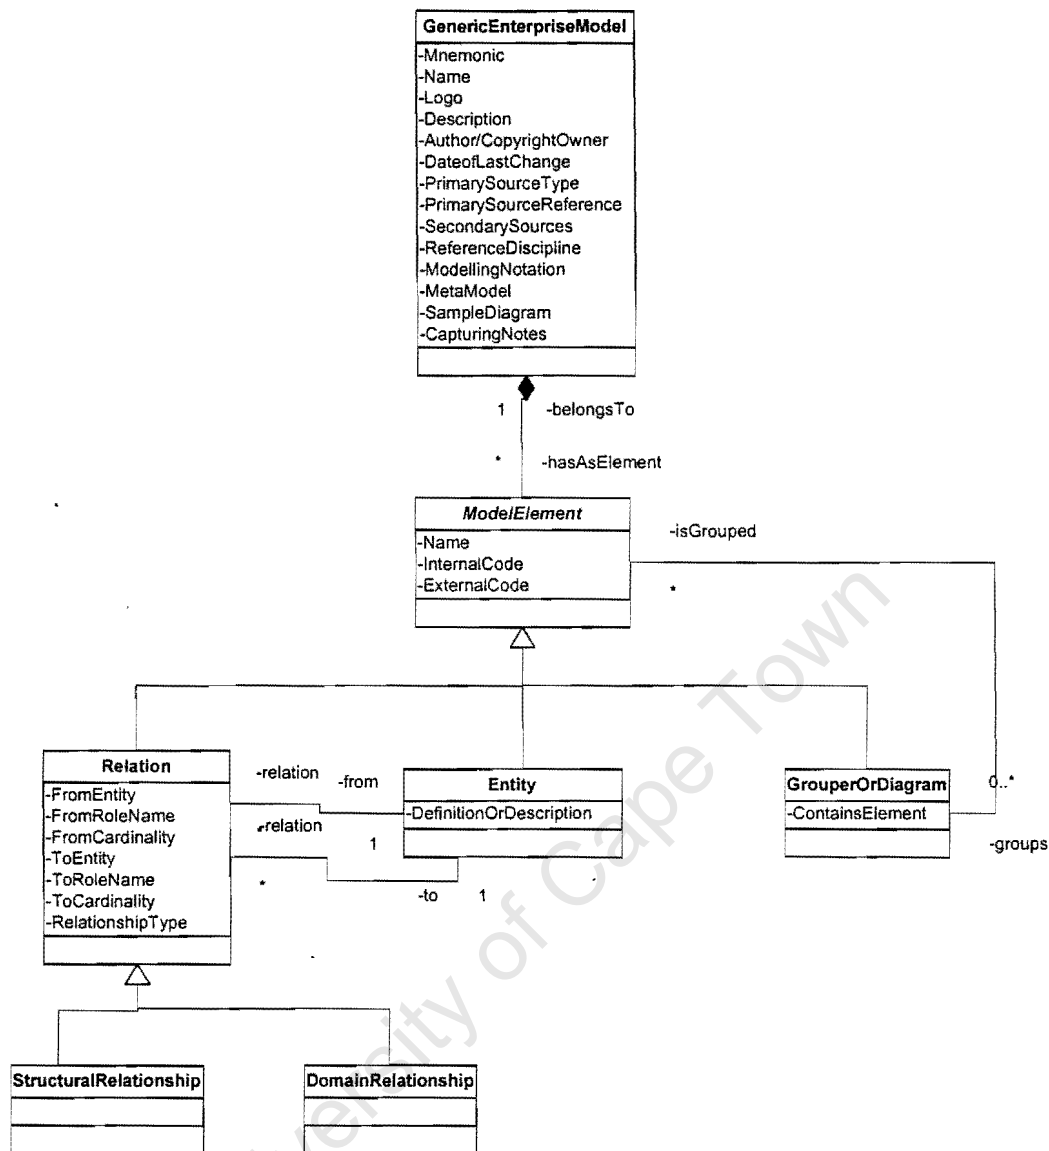 GenericEnterpriseModel
-Mnemonic
-Name
-Logo
-Description
-Author/CopyrightOwner
-DateofLastChange
-PrimarySourceType
-PrimarySourceReference
-SecondarySources
-ReferenceDiscipline
-ModellingNotation
-MetaModel
-SampleDiagram
-CapturingNotes
1 -belongsTo
* -hasAsElement
ModelElement
-Name
-InternalCode
-ExternalCode
-isGrouped
*
Relation
-FromEntity
-FromRoleName
-FromCardinality
-ToEntity
-ToRoleName
-ToCardinality
-RelationshipType
-relation -from
*-relation
1
*
-to 1
Entity
-DefinitionOrDescription
GrouperOrDiagram
-ContainsElement
0..*
-groups
StructuralRelationship
DomainRelationship
University of Cape Town